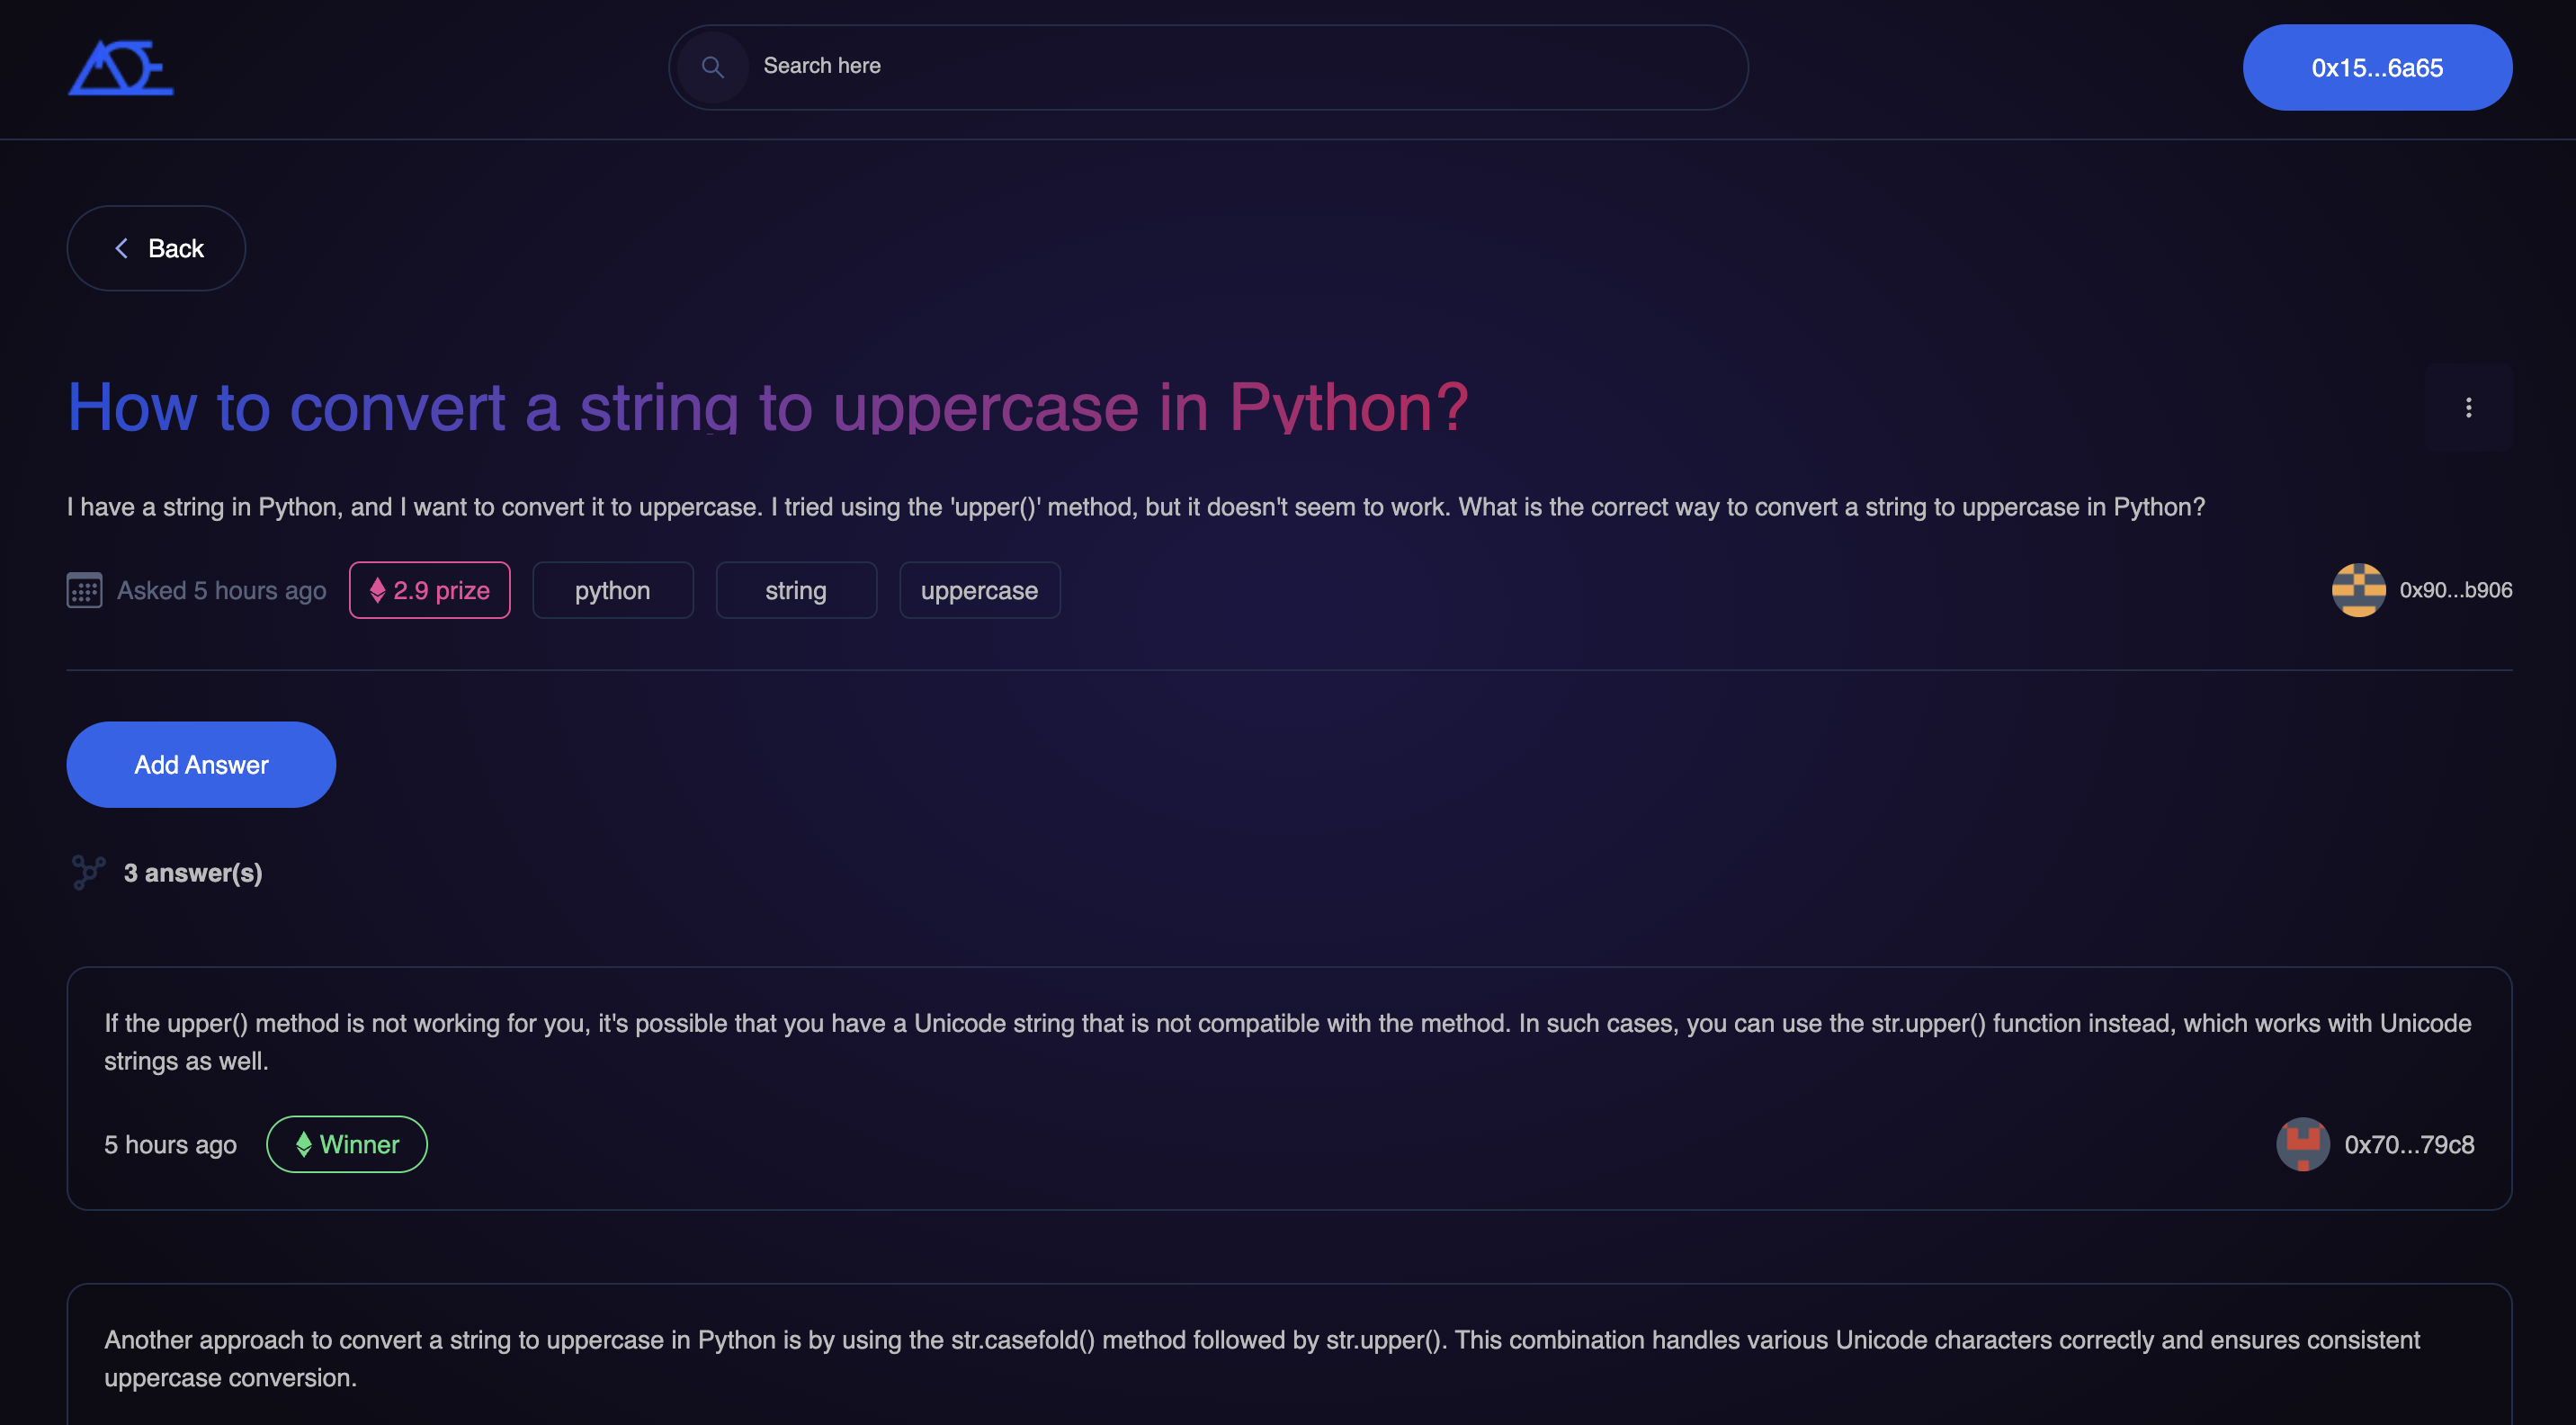 Search here
0x15...6a65
Back
How to convert a string to uppercase in Python?
I have a string in Python, and I want to convert it to uppercase. I tried using the 'upper()' method, but it doesn't seem to work. What is the correct way to convert a string to uppercase in Python?
Asked 5 hours ago
2.9 prize
python
string
uppercase
0x90...b906
Add Answer
3 answer(s)
If the upper() method is not working for you, it's possible that you have a Unicode string that is not compatible with the method. In such cases, you can use the str.upper() function instead, which works with Unicode
strings as well.
5 hours ago
Winner
0x70...79c8
Another approach to convert a string to uppercase in Python is by using the str.casefold() method followed by str.upper(). This combination handles various Unicode characters correctly and ensures consistent
uppercase conversion.